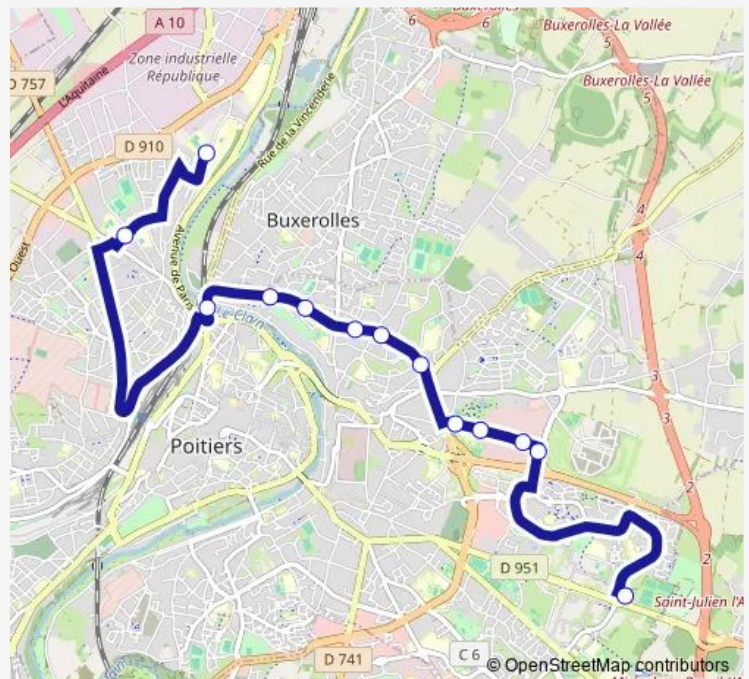 A 10
6
6
6
Buxerolles-La Vallée
5
Zone industrielle
République
D 757
L'Aquitaine
Buxerolles-La Vallée
5
D 910
Rue de la Vincenderie
Buxerolles
4
4
Ouest
Avenue de Paris
Le Clain
3
3
Poitiers
2
2
D 951
Saint-Julien l'A
D 741
C 6
© OpenStreetMap contributors